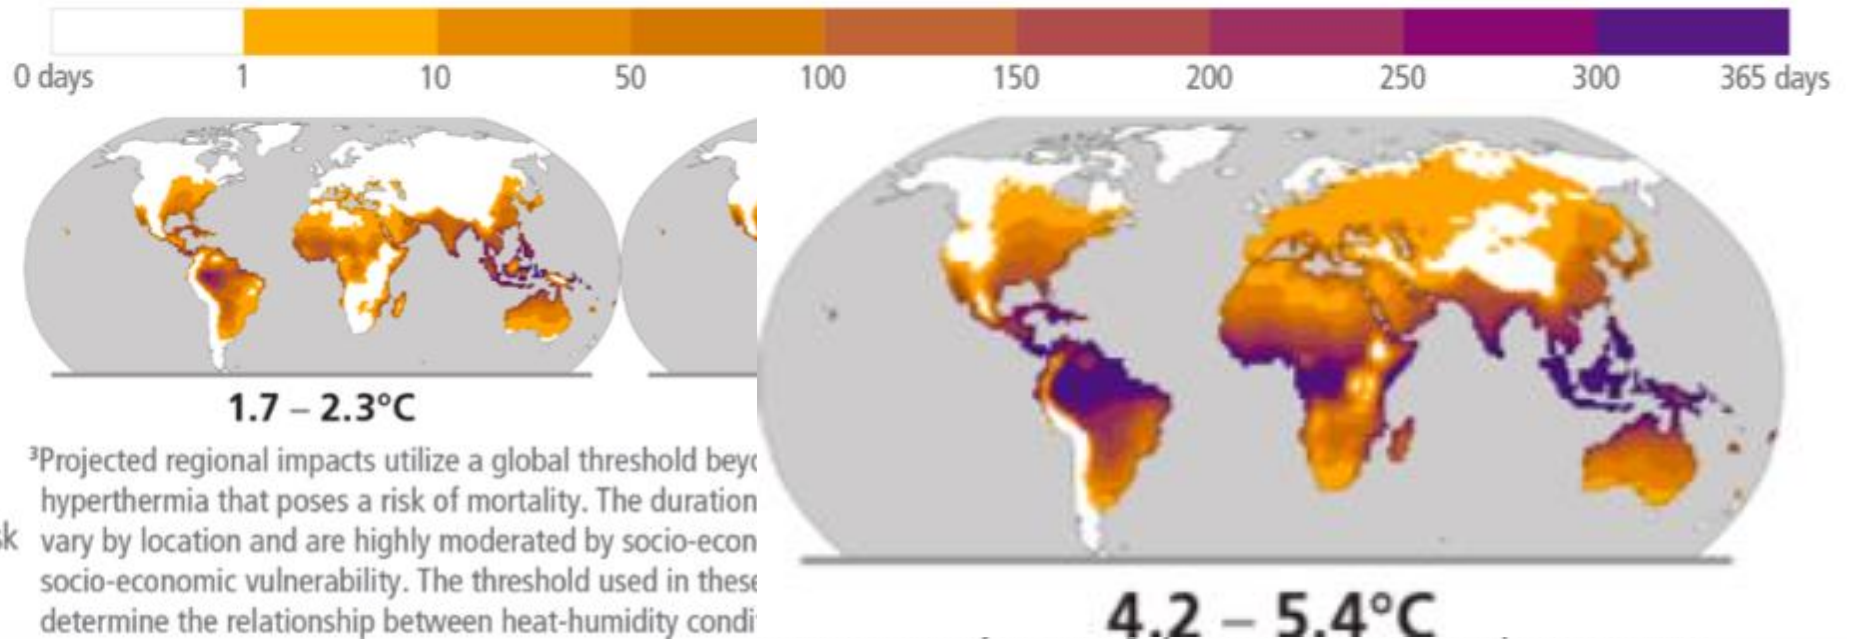 0 days 1 10 50 100 150 200 250 300 365 days
1.7 – 2.3°C
³Projected regional impacts utilize a global threshold beyo
hyperthermia that poses a risk of mortality. The duration
sk vary by location and are highly moderated by socio-econ
socio-economic vulnerability. The threshold used in these
determine the relationship between heat-humidity condi
4.2 – 5.4°C